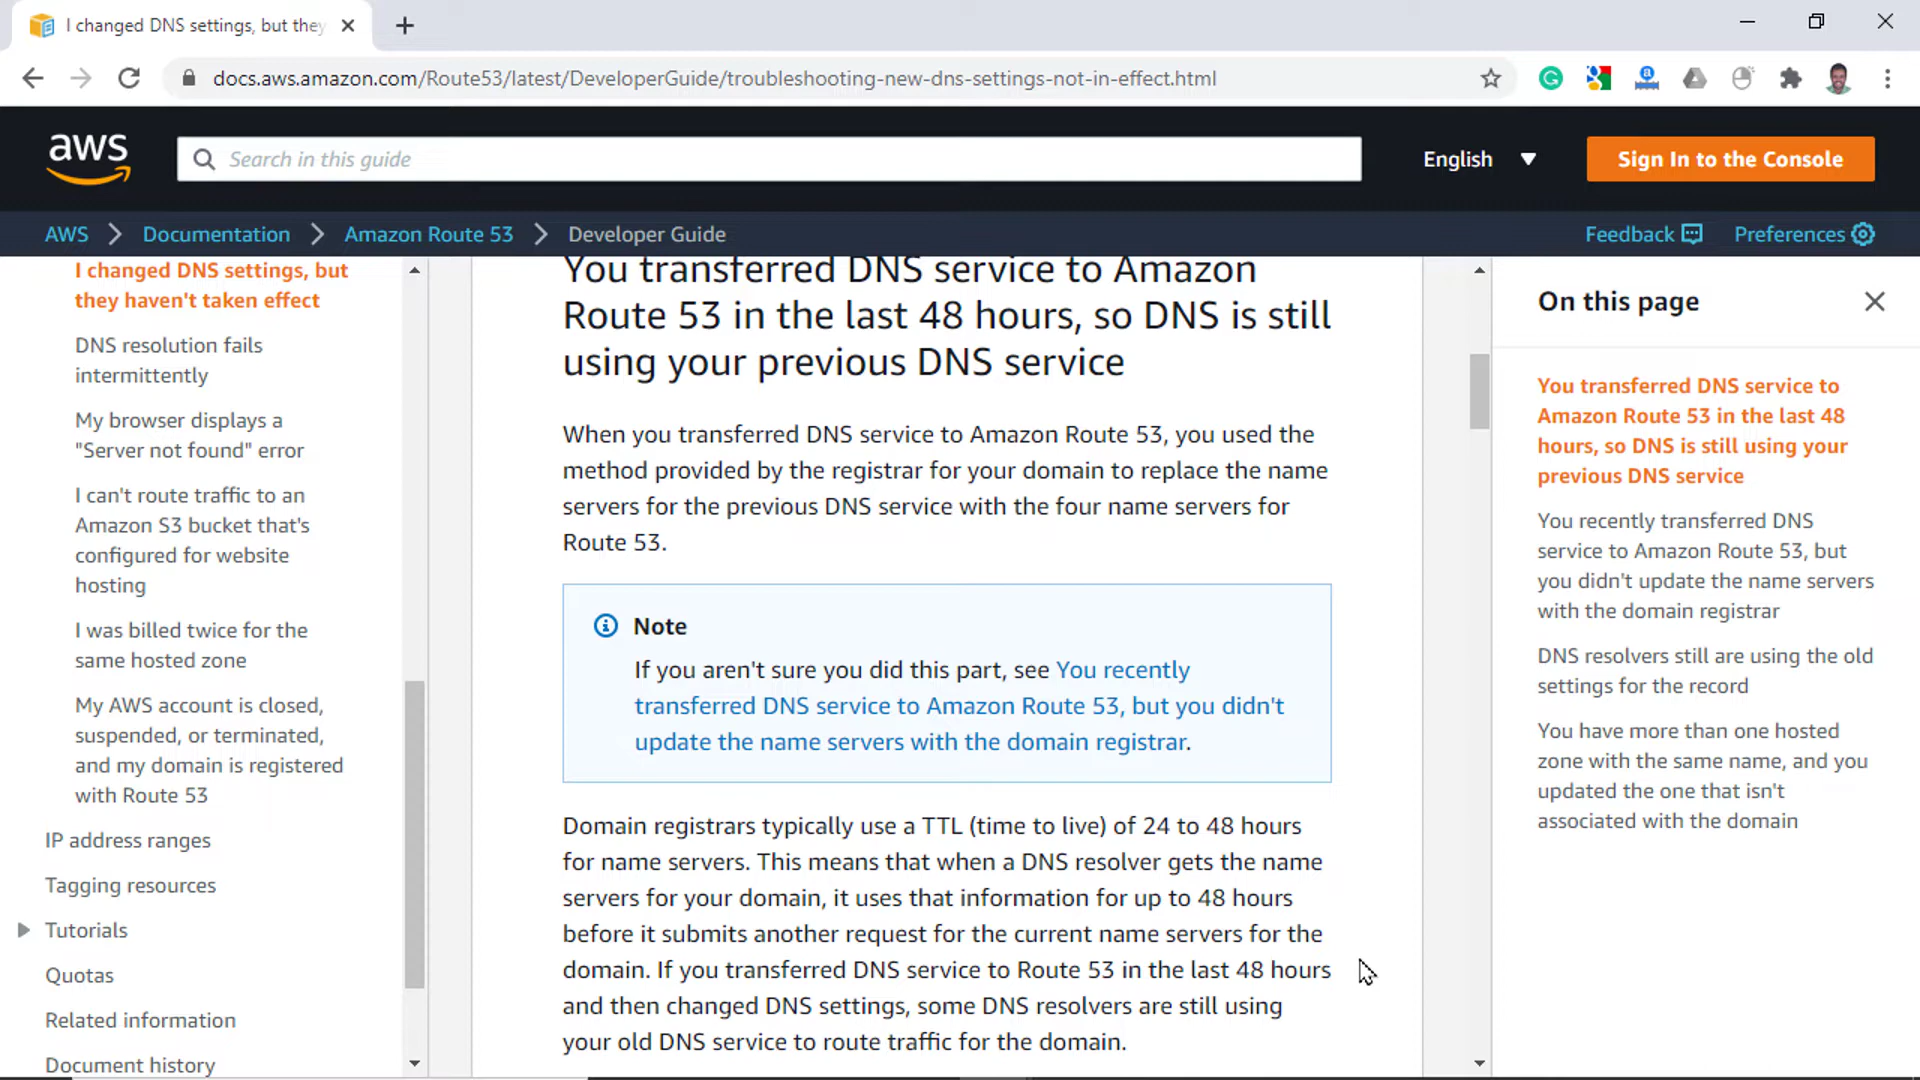 I changed DNS settings, but they
docs.aws.amazon.com/Route53/latest/DeveloperGuide/troubleshooting-new-dns-settings-not-in-effect.html
aws
Search in this guide
English
Sign In to the Console
AWS
Documentation
Amazon Route 53
Developer Guide
Feedback
Preferences
I changed DNS settings, but
they haven't taken effect
DNS resolution fails
intermittently
My browser displays a
"Server not found" error
I can't route traffic to an
Amazon S3 bucket that's
configured for website
hosting
I was billed twice for the
same hosted zone
My AWS account is closed,
suspended, or terminated,
and my domain is registered
with Route 53
IP address ranges
Tagging resources
Tutorials
Quotas
Related information
Document history
You transferred DNS service to Amazon
Route 53 in the last 48 hours, so DNS is still
using your previous DNS service
When you transferred DNS service to Amazon Route 53, you used the
method provided by the registrar for your domain to replace the name
servers for the previous DNS service with the four name servers for
Route 53.
Note
If you aren't sure you did this part, see You recently
transferred DNS service to Amazon Route 53, but you didn't
update the name servers with the domain registrar.
Domain registrars typically use a TTL (time to live) of 24 to 48 hours
for name servers. This means that when a DNS resolver gets the name
servers for your domain, it uses that information for up to 48 hours
before it submits another request for the current name servers for the
domain. If you transferred DNS service to Route 53 in the last 48 hours
and then changed DNS settings, some DNS resolvers are still using
your old DNS service to route traffic for the domain.
On this page
You transferred DNS service to
Amazon Route 53 in the last 48
hours, so DNS is still using your
previous DNS service
You recently transferred DNS
service to Amazon Route 53, but
you didn't update the name servers
with the domain registrar
DNS resolvers still are using the old
settings for the record
You have more than one hosted
zone with the same name, and you
updated the one that isn't
associated with the domain